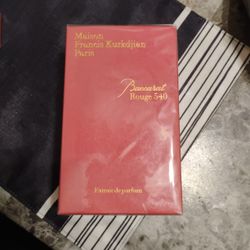 Maison
Francis Kurkdjian
Paris
Baccarat
Rouge 540
Extrait de parfum